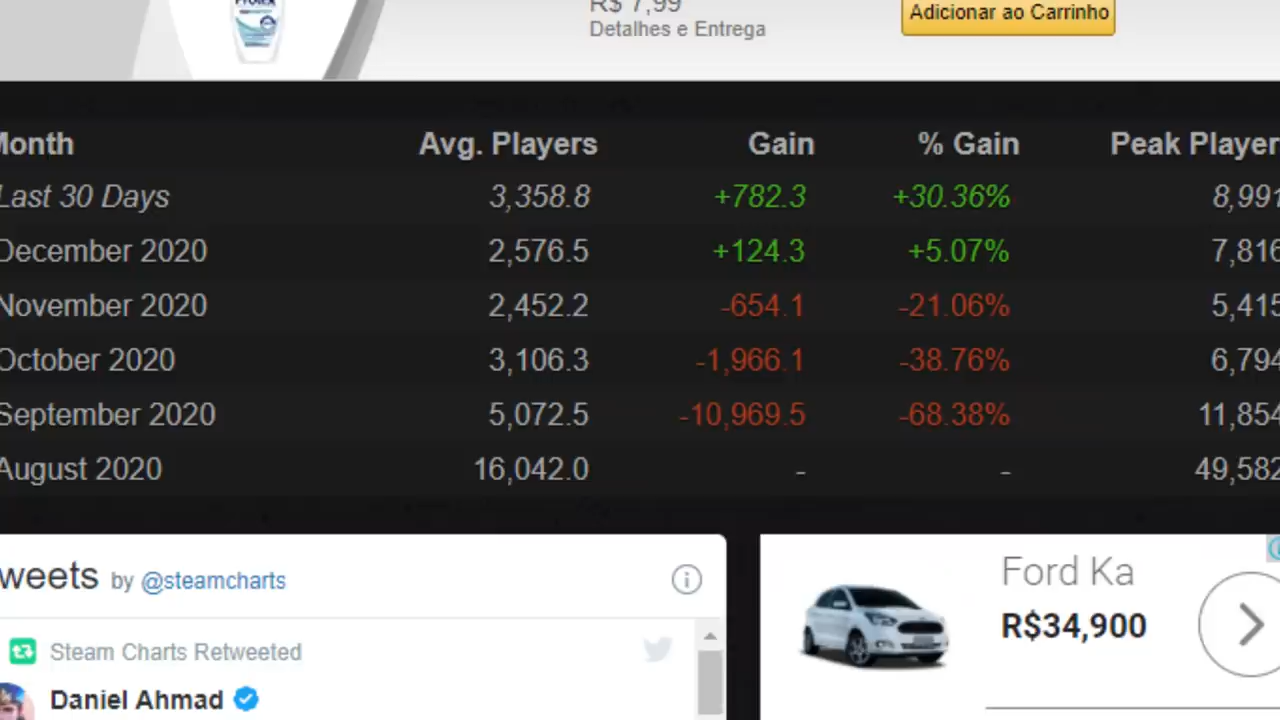 R$ 7,99
Detalhes e Entrega
Adicionar ao Carrinho
Month Avg. Players Gain % Gain Peak Player
Last 30 Days 3,358.8 +782.3 +30.36% 8,991
December 2020 2,576.5 +124.3 +5.07% 7,816
November 2020 2,452.2 -654.1 -21.06% 5,415
October 2020 3,106.3 -1,966.1 -38.76% 6,794
September 2020 5,072.5 -10,969.5 -68.38% 11,854
August 2020 16,042.0 - - 49,582
weets by @steamcharts
Steam Charts Retweeted
Daniel Ahmad
Ford Ka
R$34,900